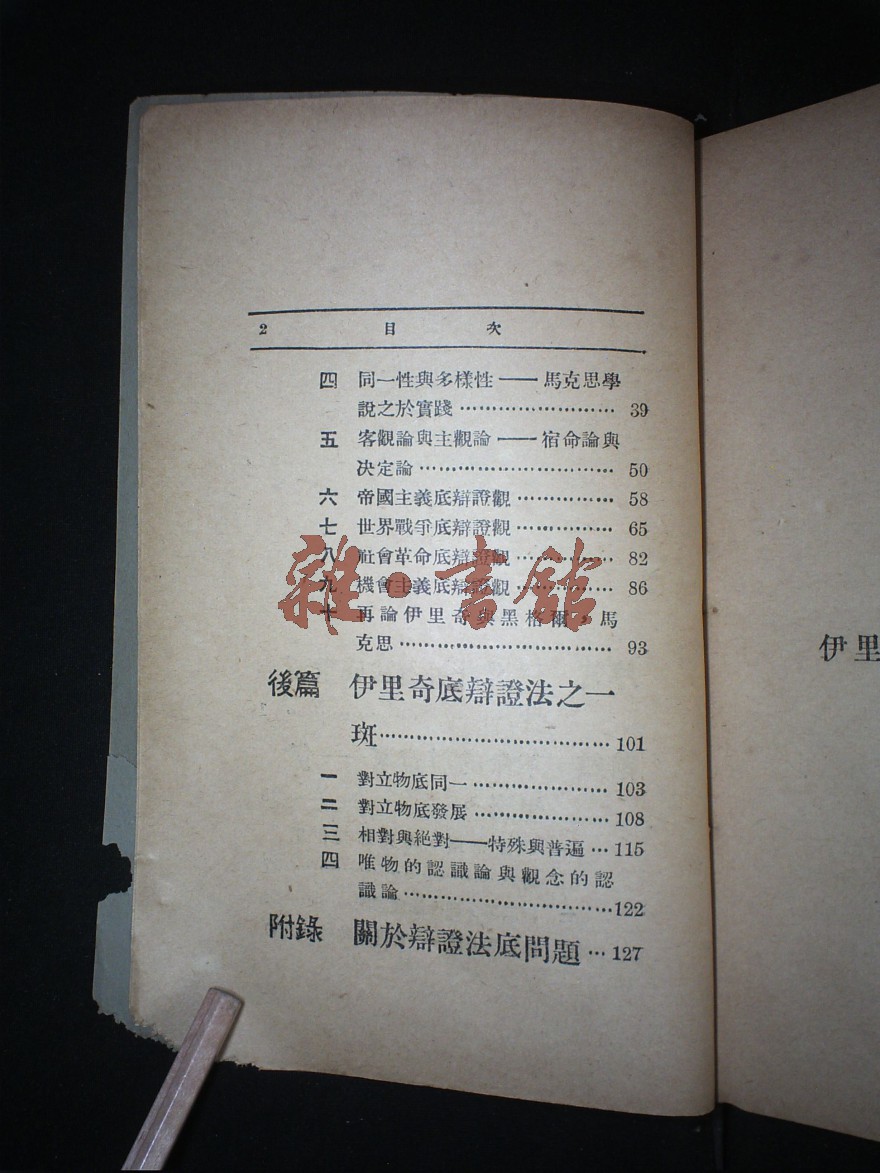 2 目 次
四 同一性與多樣性——馬克思學
說之於實踐……………………… 39
五 客觀論與主觀論——宿命論與
决定論…………………………… 50
六 帝國主義底辯證觀…………… 58
七 世界戰爭底辯證觀…………… 65
八 社會革命底辯證觀…………… 82
九 機會主義底辯證觀…………… 86
十 再論伊里奇與黑格爾，馬
克思……………………………… 93
後篇 伊里奇底辯證法之一
斑……………………………… 101
一 對立物底同一………………… 103
二 對立物底發展………………… 108
三 相對與絕對——特殊與普遍… 115
四 唯物的認識論與觀念的認
識論………………………………122
附錄 關於辯證法底問題… 127
伊里
雜·書館